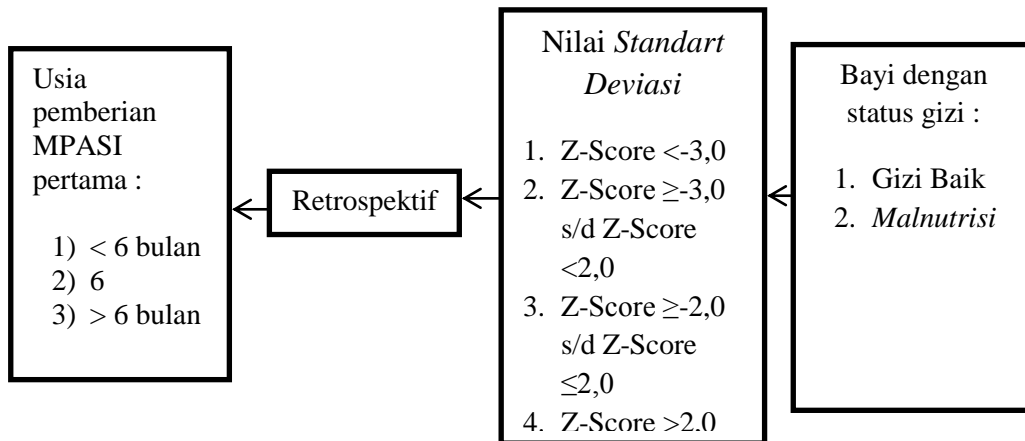 Usia
pemberian
MPASI
pertama :
1) < 6 bulan
2) 6
3) > 6 bulan
Retrospektif
Nilai Standart
Deviasi
1. Z-Score <-3,0
2. Z-Score ≥-3,0
s/d Z-Score
<2,0
3. Z-Score ≥-2,0
s/d Z-Score
≤2,0
4. Z-Score >2,0
Bayi dengan
status gizi :
1. Gizi Baik
2. Malnutrisi